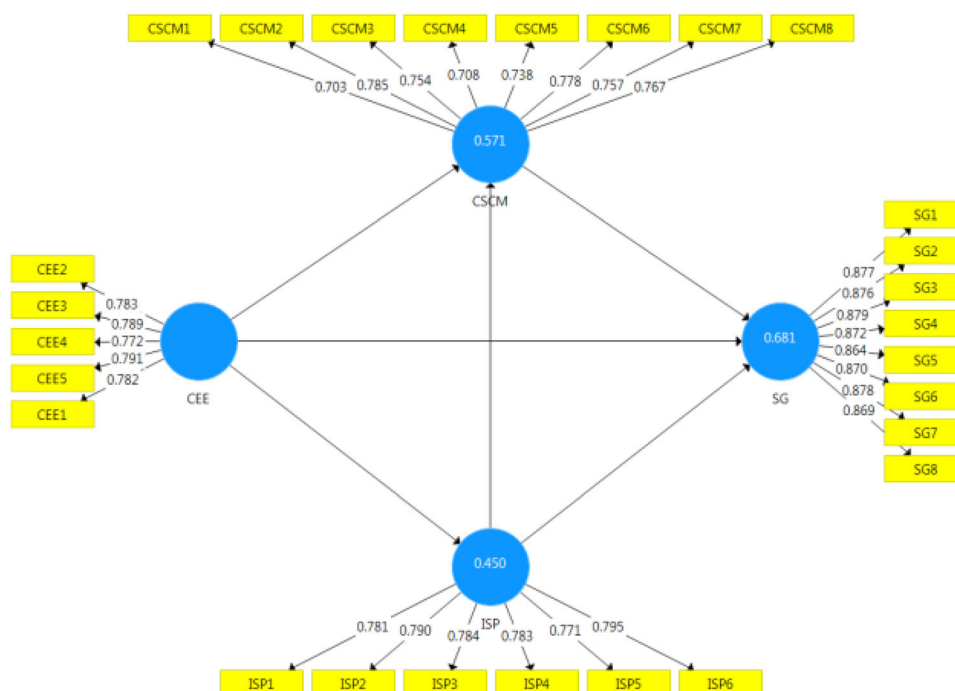 CSCM1 CSCM2 CSCM3 CSCM4 CSCM5 CSCM6 CSCM7 CSCM8
0.703 0.785 0.754 0.708 0.738 0.778 0.757 0.767
0.571
CSCM
CEE2
CEE3
CEE4
CEE5
CEE1
0.783
0.789
0.772
0.791
0.782
CEE
SG1
SG2
SG3
SG4
SG5
SG6
SG7
SG8
0.877
0.876
0.879
0.872
0.864
0.870
0.878
0.869
0.681
SG
0.450
ISP
0.781 0.790 0.784 0.783 0.771 0.795
ISP1 ISP2 ISP3 ISP4 ISP5 ISP6